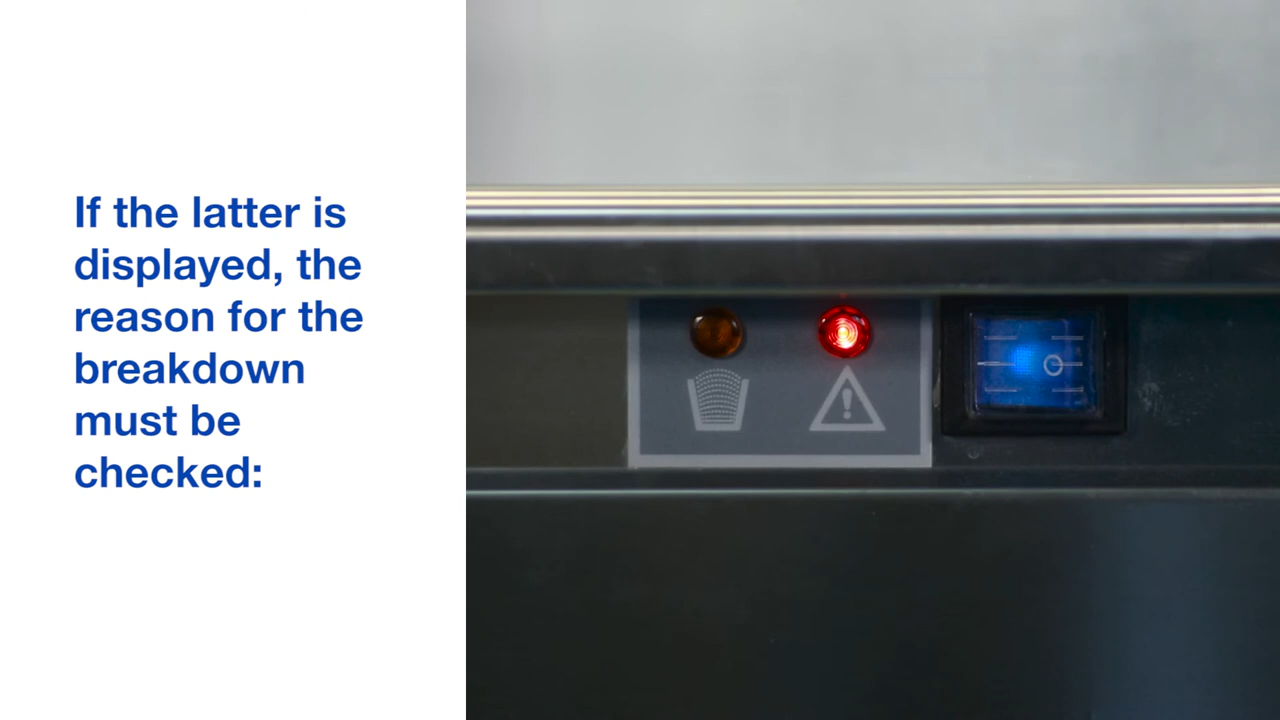 If the latter is
displayed, the
reason for the
breakdown
must be
checked: